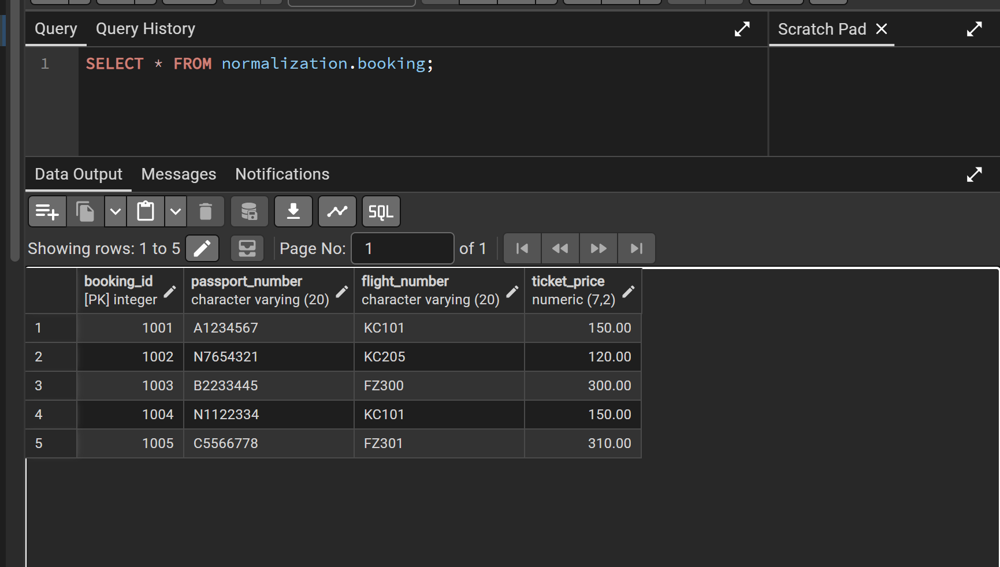 Query Query History
Scratch Pad
1 SELECT * FROM normalization.booking;
Data Output Messages Notifications
SQL
Showing rows: 1 to 5 Page No: 1 of 1
booking_id passport_number flight_number ticket_price
[PK] integer character varying (20) character varying (20) numeric (7,2)
1 1001 A1234567 KC101 150.00
2 1002 N7654321 KC205 120.00
3 1003 B2233445 FZ300 300.00
4 1004 N1122334 KC101 150.00
5 1005 C5566778 FZ301 310.00